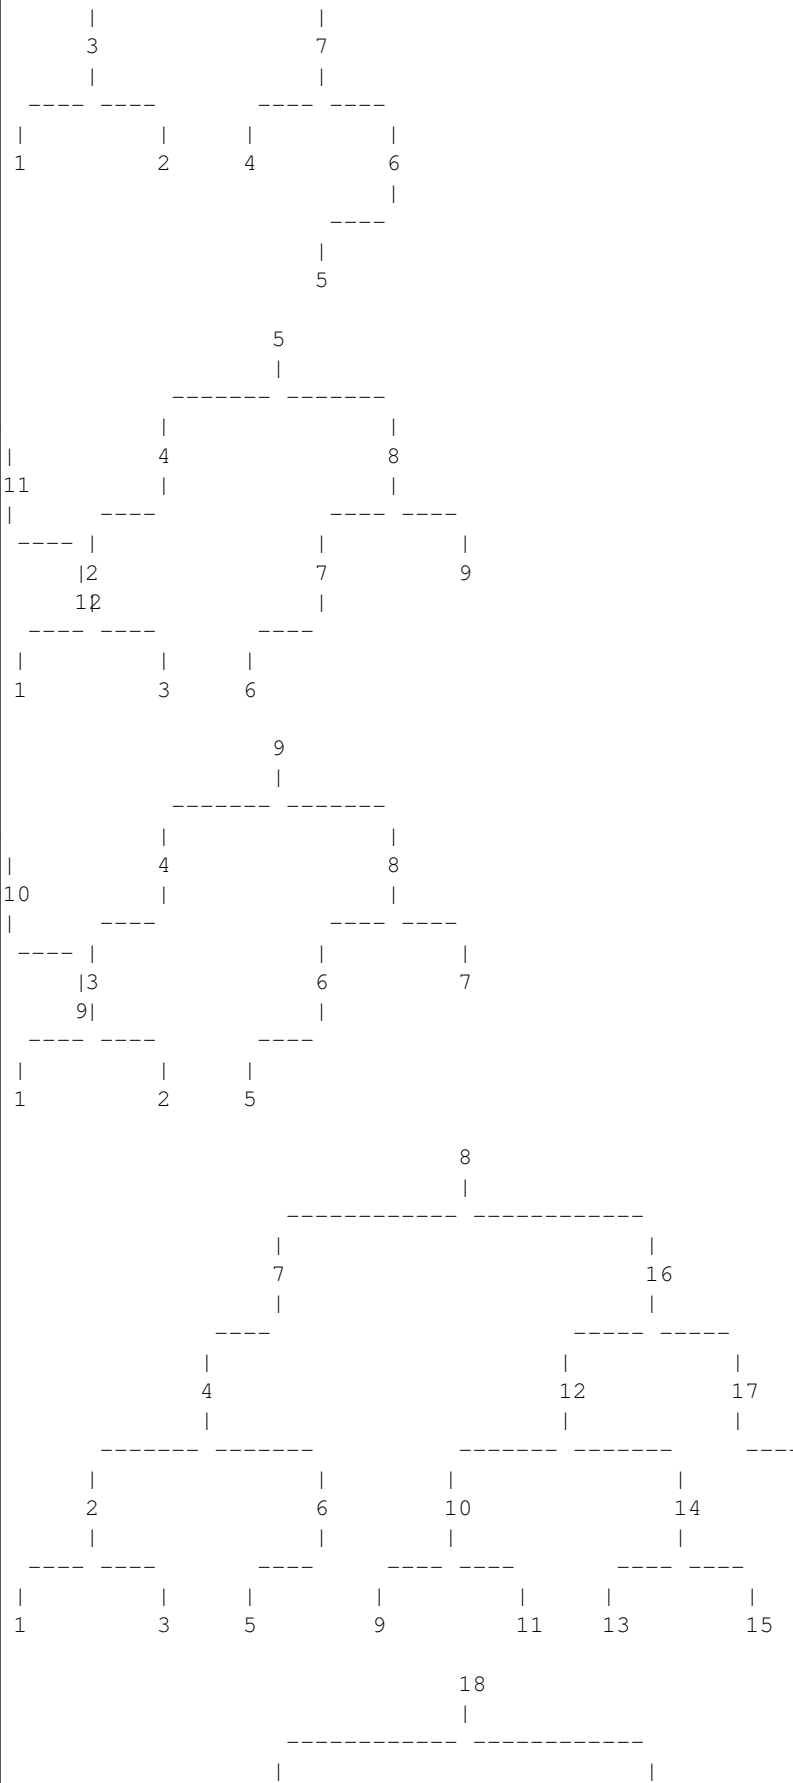 |               |
     3               7
     |               |
 ---- ----       ---- ----
|         |     |         |
1         2     4         6
                          |
                      ----
                     |
                     5

                  5
                  |
           ------- -------
          |               |
|         4               8
11        |               |
|     ----            ---- ----
 ---- |              |         |
     |2              7         9
     12              |
 ---- ----       ----
|         |     |
1         3     6

                  9
                  |
           ------- -------
          |               |
|         4               8
10        |               |
|     ----            ---- ----
 ---- |              |         |
     |3              6         7
     9|              |
 ---- ----       ----
|         |     |
1         2     5

                               8
                               |
                   ------------ ------------
                  |                         |
                  7                         16
                  |                         |
              ----                    ----- -----
             |                       |           |
             4                       12          17
             |                       |           |
      ------- -------         ------- -------     ----
     |               |       |               |
     2               6       10              14
     |               |       |               |
 ---- ----       ----    ---- ----       ---- ----
|         |     |       |         |     |         |
1         3     5       9         11    13        15

                               18
                               |
                   ------------ ------------
                  |                         |